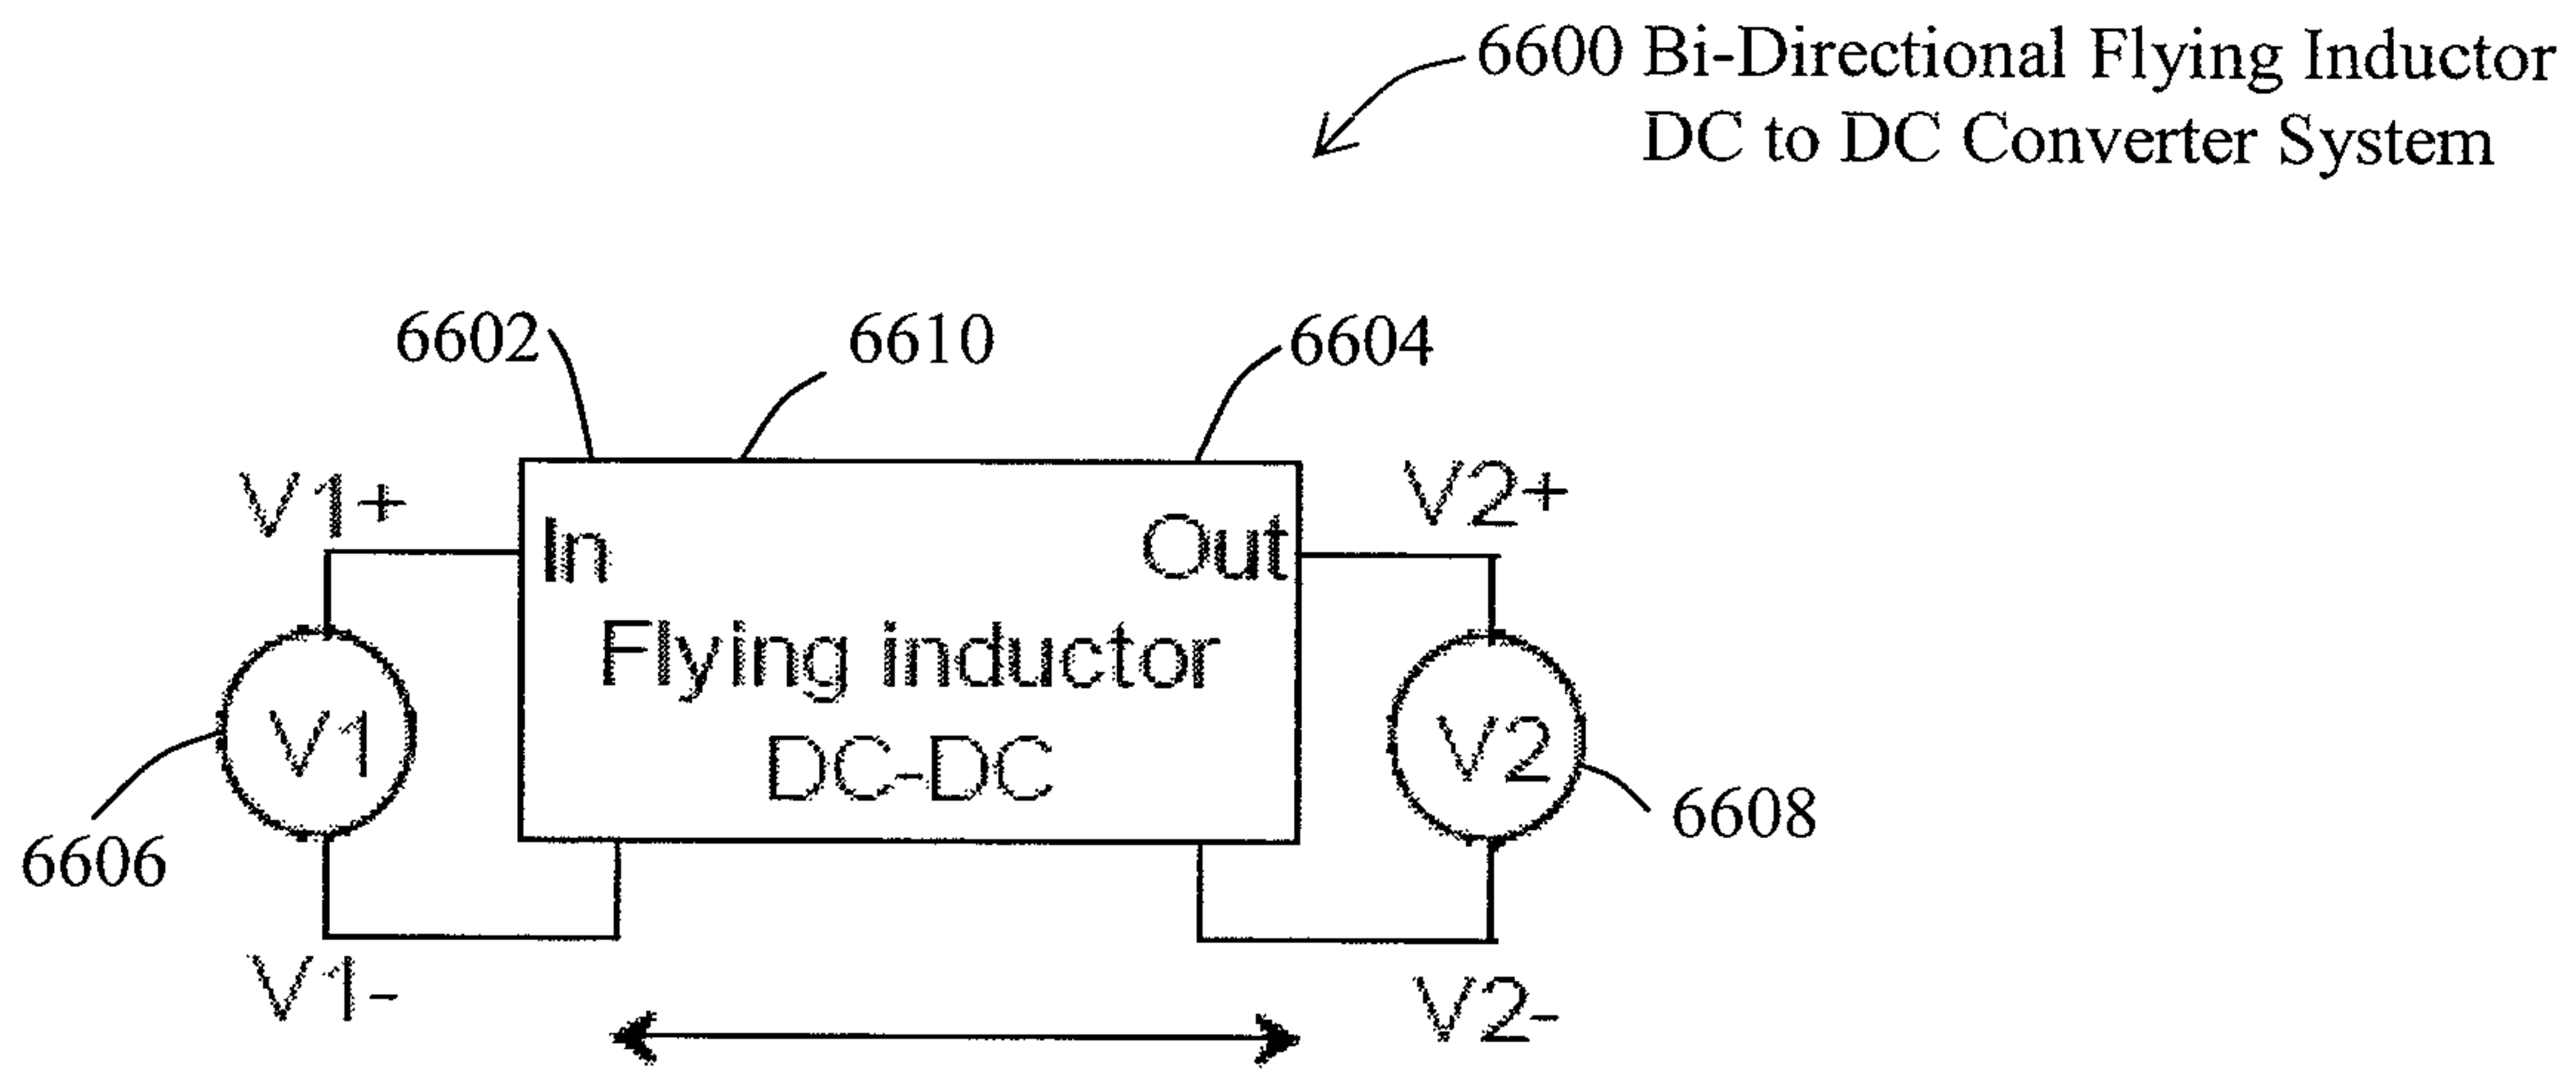 6600 Bi-Directional Flying Inductor
DC to DC Converter System
6602
6610
6604
V1+
V2+
In
Out
Flying inductor
DC-DC
V1
V2
6606
6608
V1-
V2-